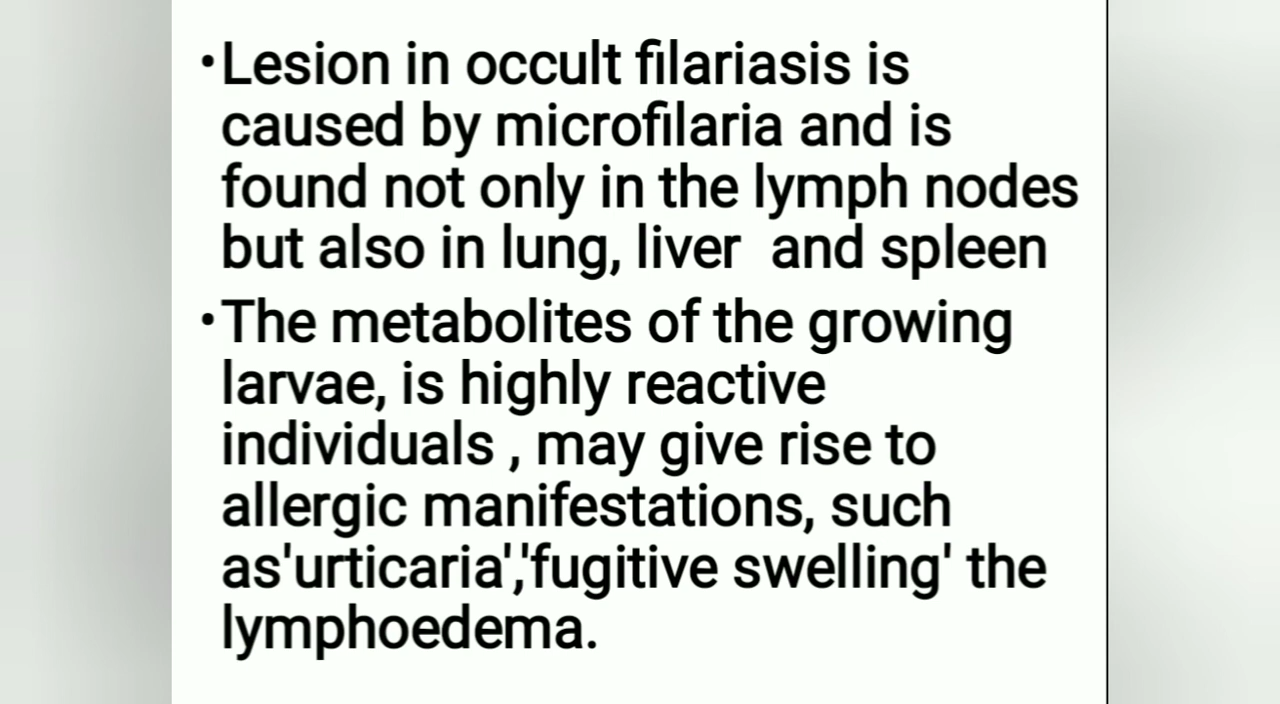 •Lesion in occult filariasis is
caused by microfilaria and is
found not only in the lymph nodes
but also in lung, liver  and spleen
•The metabolites of the growing
larvae, is highly reactive
individuals , may give rise to
allergic manifestations, such
as'urticaria','fugitive swelling' the
lymphoedema.